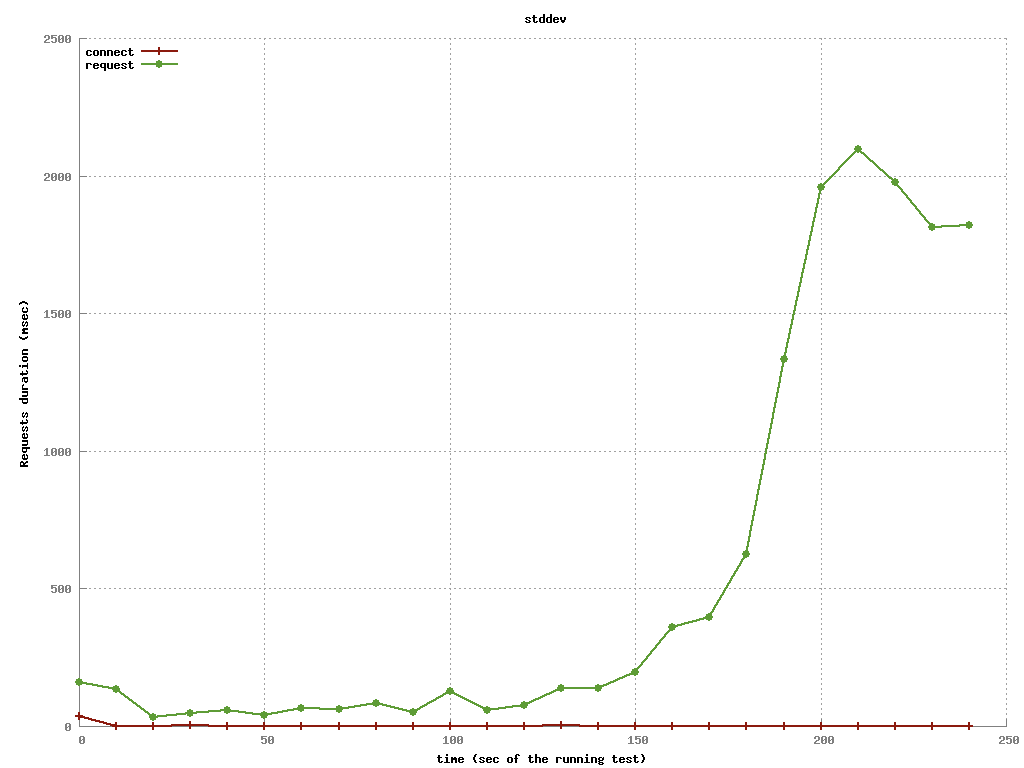 stddev
connect
request
2500
2000
1500
1000
500
0
Requests duration (msec)
0 50 100 150 200 250
time (sec of the running test)